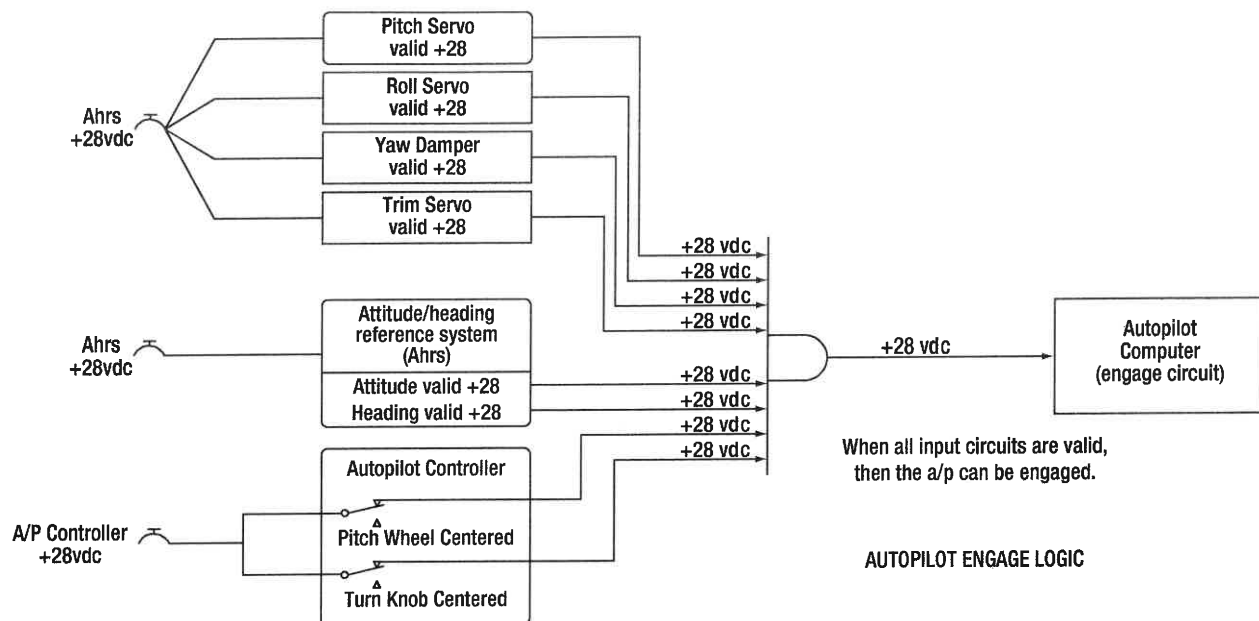 Pitch Servo
valid +28
Roll Servo
valid +28
Ahrs
+28vdc
Yaw Damper
valid +28
Trim Servo
valid +28
+28 vdc
+28 vdc
+28 vdc
+28 vdc
Ahrs
+28vdc
Attitude/heading
reference system
(Ahrs)
Attitude valid +28
Heading valid +28
+28 vdc
+28 vdc
+28 vdc
+28 vdc
+28 vdc
Autopilot
Computer
(engage circuit)
When all input circuits are valid,
then the a/p can be engaged.
A/P Controller
+28vdc
Autopilot Controller
Pitch Wheel Centered
Turn Knob Centered
AUTOPILOT ENGAGE LOGIC